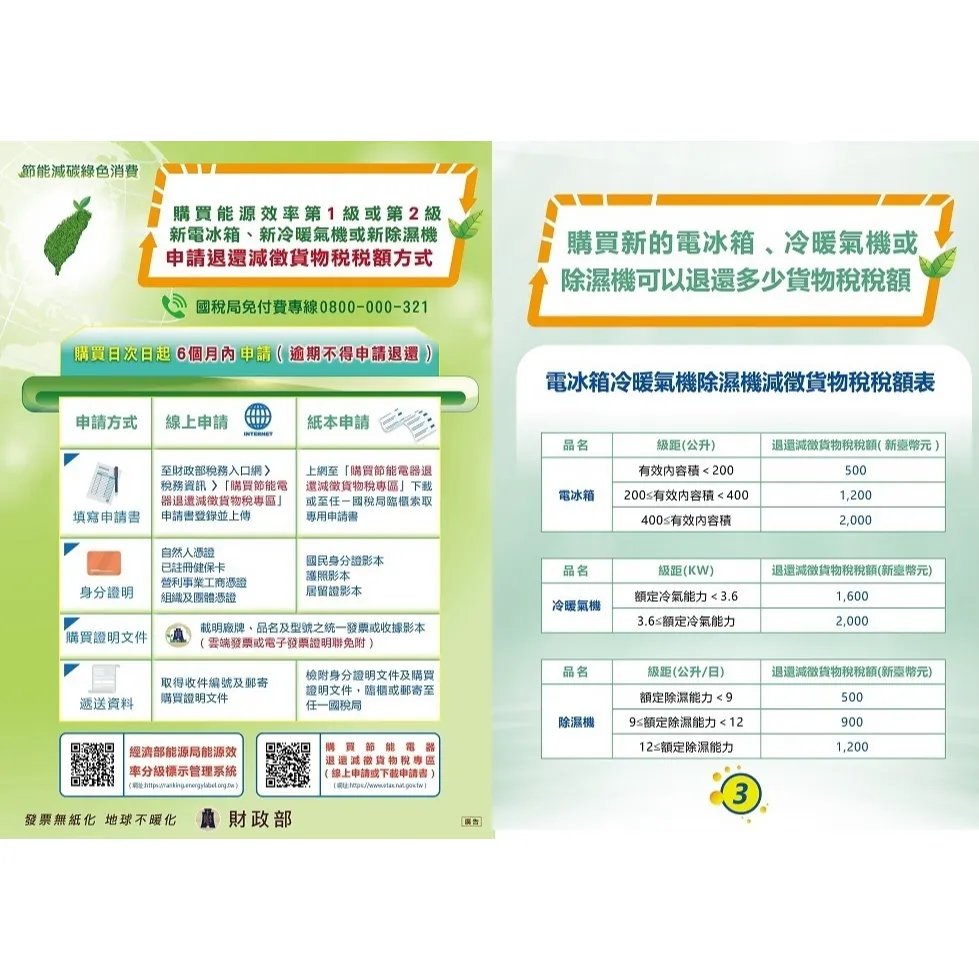 節能減碳綠色消費
購買能源效率第1級或第2級
新電冰箱、新冷暖氣機或新除濕機
申請退還減徵貨物稅稅額方式
國稅局免付費專線0800-000-321
購買日次日起 6個月內 申請 ( 逾期不得申請退還 )
申請方式
線上申請
INTERNET
紙本申請
填寫申請書
至財政部稅務入口網〉
稅務資訊 〉「購買節能電
器退還減徵貨物稅專區」
申請書登錄並上傳
上網至「購買節能電器退
還減徵貨物稅專區」下載
或至任一國稅局臨櫃索取
專用申請書
身分證明
自然人憑證
已註冊健保卡
營利事業工商憑證
組織及團體憑證
國民身分證影本
護照影本
居留證影本
購買證明文件
載明廠牌、品名及型號之統一發票或收據影本
( 雲端發票或電子發票證明聯免附 )
遞送資料
取得收件編號及郵寄
購買證明文件
檢附身分證明文件及購買
證明文件，臨櫃或郵寄至
任一國稅局
經濟部能源局能源效
率分級標示管理系統
( 網址:https://ranking.energylabel.org.tw )
購買節能電器
退還減徵貨物稅專區
( 線上申請或下載申請書 )
( 網址:https://www.etax.nat.gov.tw )
發票無紙化 地球不暖化
財政部
廣告
購買新的電冰箱、冷暖氣機或
除濕機可以退還多少貨物稅稅額
電冰箱冷暖氣機除濕機減徵貨物稅稅額表
品名 級距(公升) 退還減徵貨物稅稅額( 新臺幣元 )
電冰箱
有效內容積 < 200 500
200≤有效內容積 < 400 1,200
400≤有效內容積 2,000
品名 級距(KW) 退還減徵貨物稅稅額(新臺幣元)
冷暖氣機
額定冷氣能力 < 3.6 1,600
3.6≤額定冷氣能力 2,000
品名 級距(公升/日) 退還減徵貨物稅稅額(新臺幣元)
除濕機
額定除濕能力 < 9 500
9≤額定除濕能力 < 12 900
12≤額定除濕能力 1,200
3